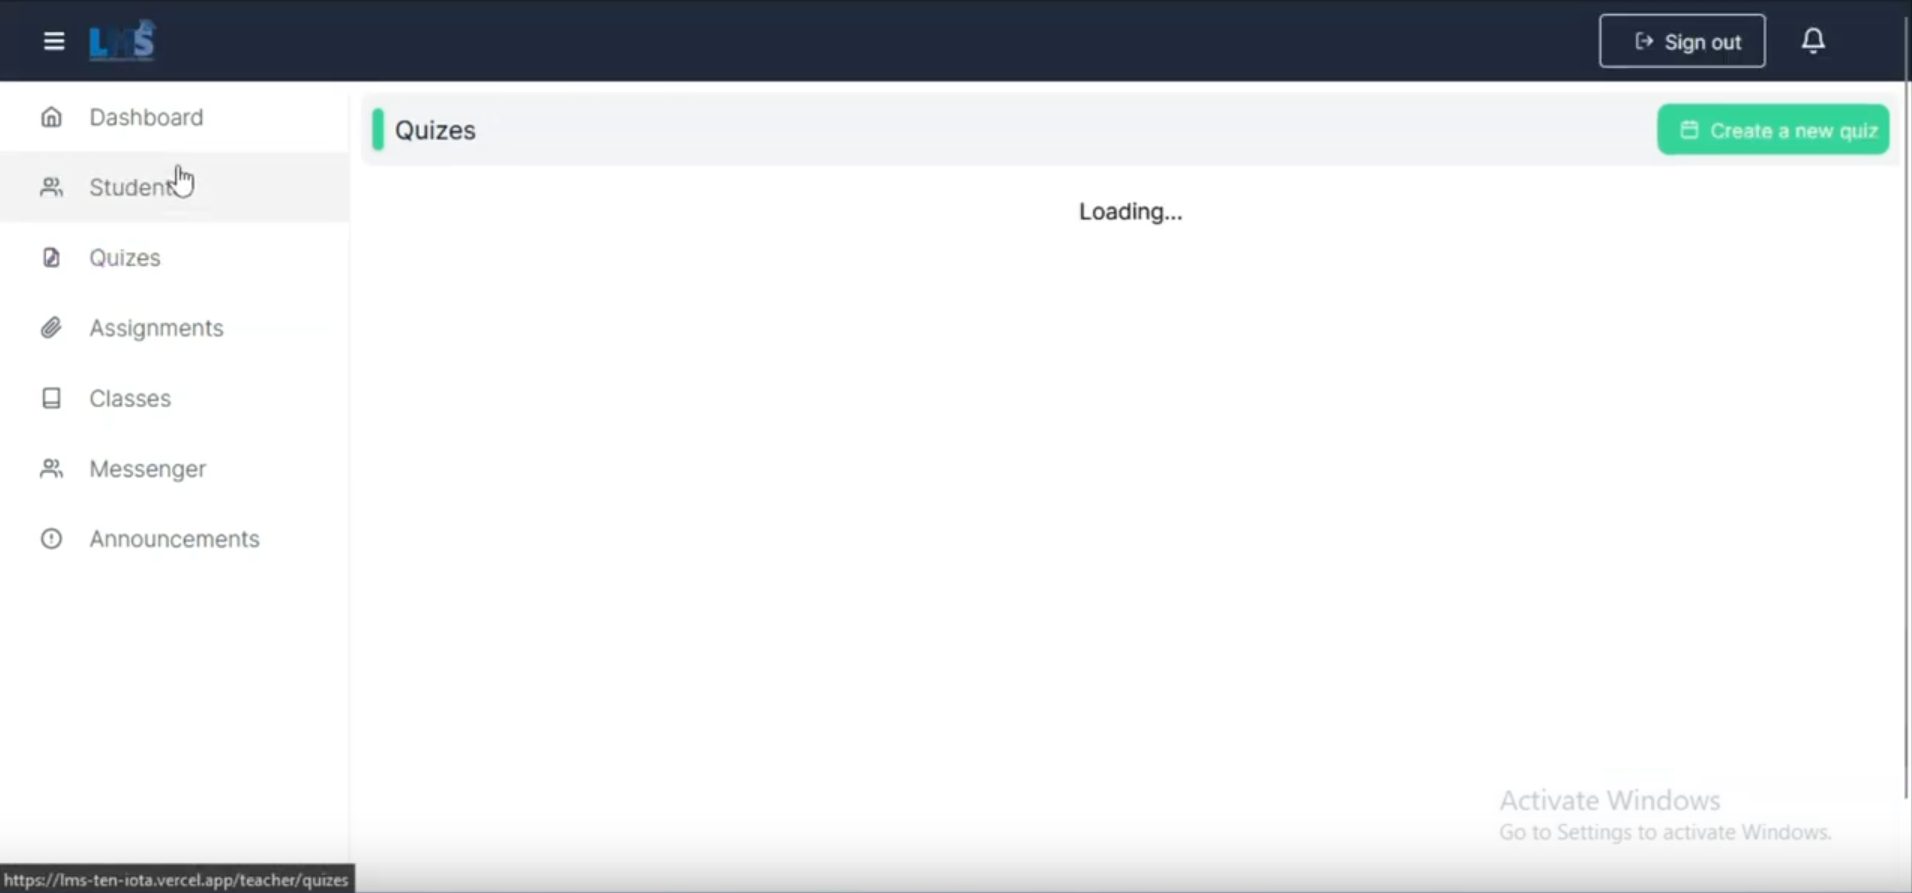 LMS
Sign out
Dashboard
Students
Quizes
Assignments
Classes
Messenger
Announcements
Quizes
Create a new quiz
Loading...
Activate Windows
Go to Settings to activate Windows.
https://lms-ten-iota.vercel.app/teacher/quizes